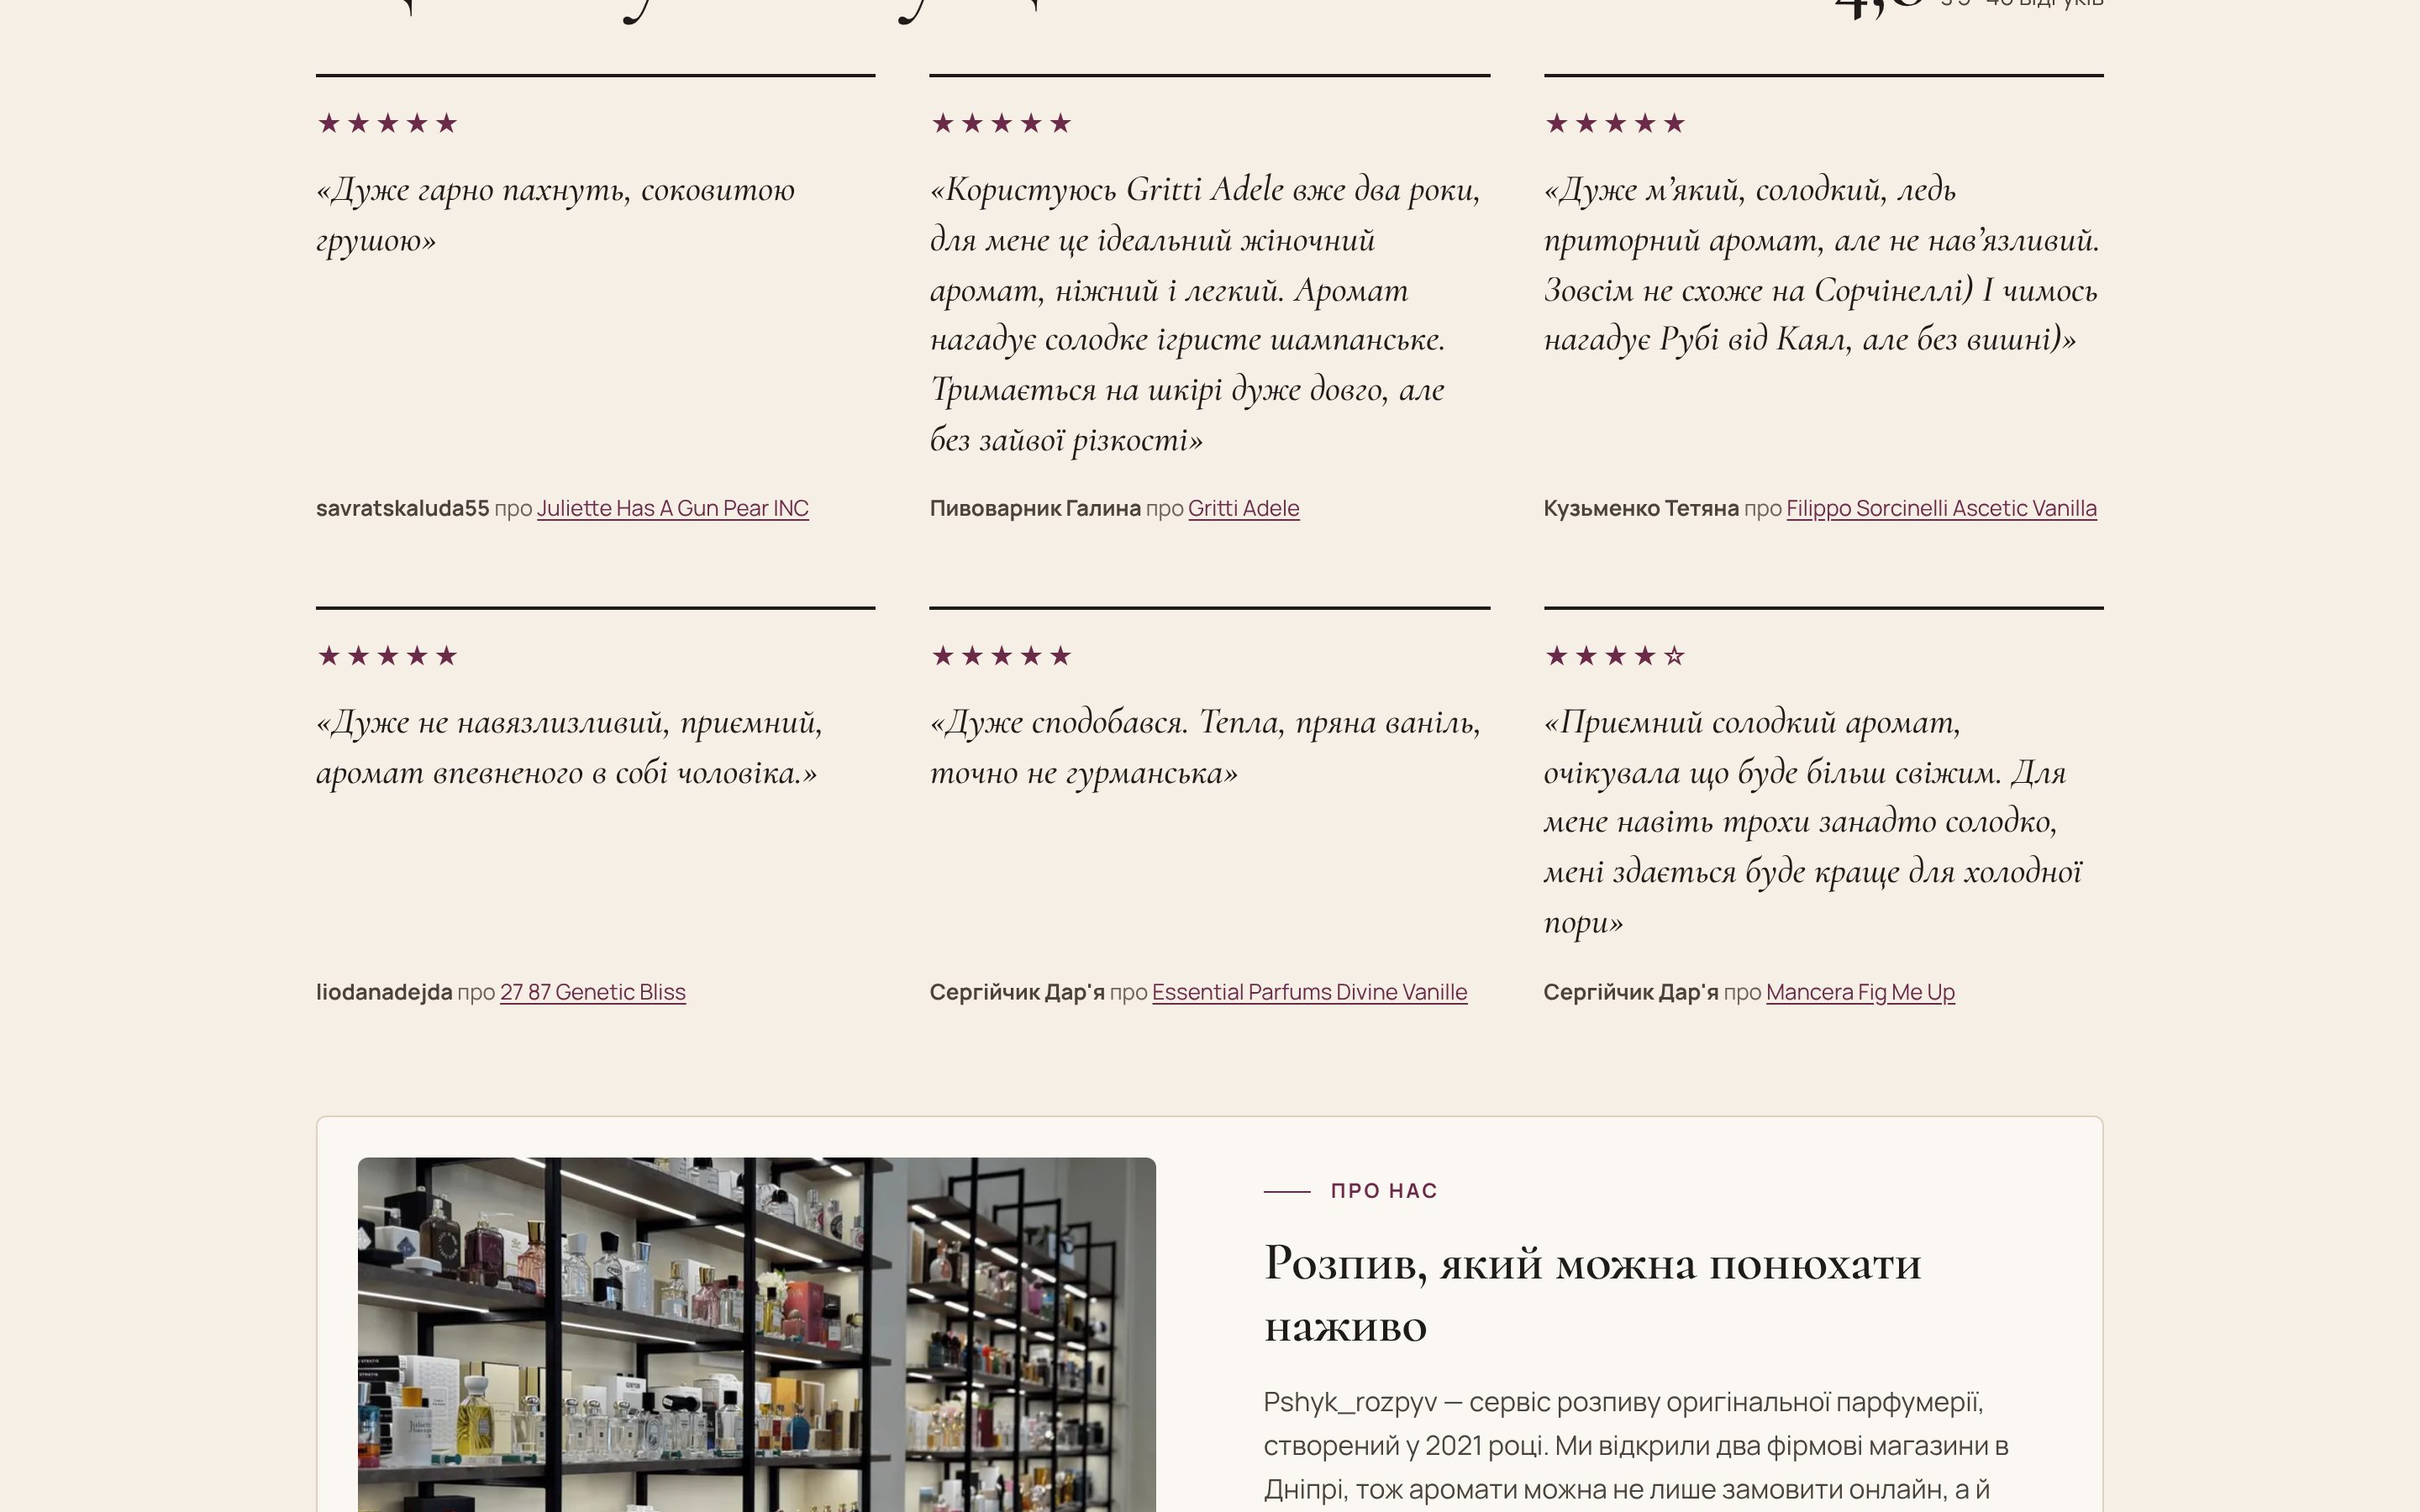 ★★★★★
«Дуже гарно пахнуть, соковитою
грушою»
savratskaluda55 про Juliette Has A Gun Pear INC
★★★★★
«Користуюсь Gritti Adele вже два роки,
для мене це ідеальний жіночний
аромат, ніжний і легкий. Аромат
нагадує солодке ігристе шампанське.
Тримається на шкірі дуже довго, але
без зайвої різкості»
Пивоварник Галина про Gritti Adele
★★★★★
«Дуже м’який, солодкий, ледь
приторний аромат, але не нав’язливий.
Зовсім не схоже на Сорчінеллі) І чимось
нагадує Рубі від Каял, але без вишні)»
Кузьменко Тетяна про Filippo Sorcinelli Ascetic Vanilla
★★★★★
«Дуже не навязлизливий, приємний,
аромат впевненого в собі чоловіка.»
liodanadejda про 27 87 Genetic Bliss
★★★★★
«Дуже сподобався. Тепла, пряна ваніль,
точно не гурманська»
Сергійчик Дар'я про Essential Parfums Divine Vanille
★★★★☆
«Приємний солодкий аромат,
очікувала що буде більш свіжим. Для
мене навіть трохи занадто солодко,
мені здається буде краще для холодної
пори»
Сергійчик Дар'я про Mancera Fig Me Up
ПРО НАС
Розпив, який можна понюхати
наживо
Pshyk_rozpyv — сервіс розпиву оригінальної парфумерії,
створений у 2021 році. Ми відкрили два фірмові магазини в
Дніпрі, тож аромати можна не лише замовити онлайн, а й